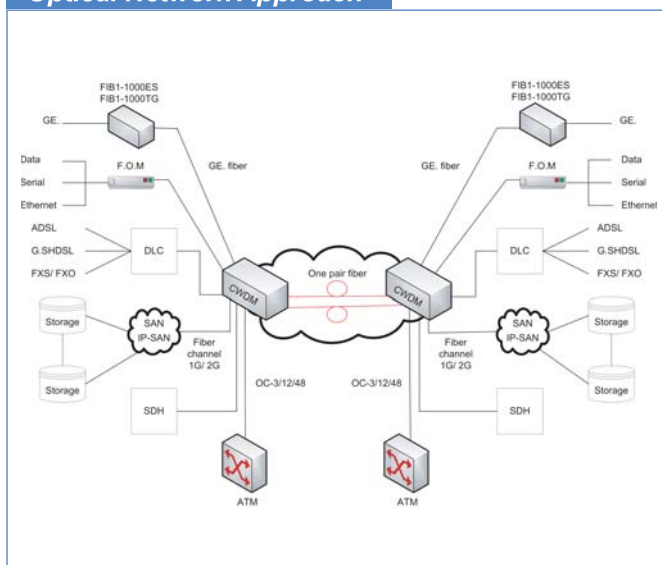 Optical Network Approach
FIB1-1000ES
FIB1-1000TG
GE.
GE. fiber
Data
Serial
Ethernet
F.O.M
ADSL
G.SHDSL
FXS/ FXO
DLC
CWDM
One pair fiber
Storage
Storage
SAN
IP-SAN
Fiber
channel
1G/ 2G
SDH
OC-3/12/48
ATM
FIB1-1000ES
FIB1-1000TG
GE.
GE. fiber
F.O.M
Data
Serial
Ethernet
CWDM
DLC
ADSL
G.SHDSL
FXS/ FXO
Fiber
channel
1G/ 2G
SAN
IP-SAN
Storage
Storage
OC-3/12/48
SDH
ATM